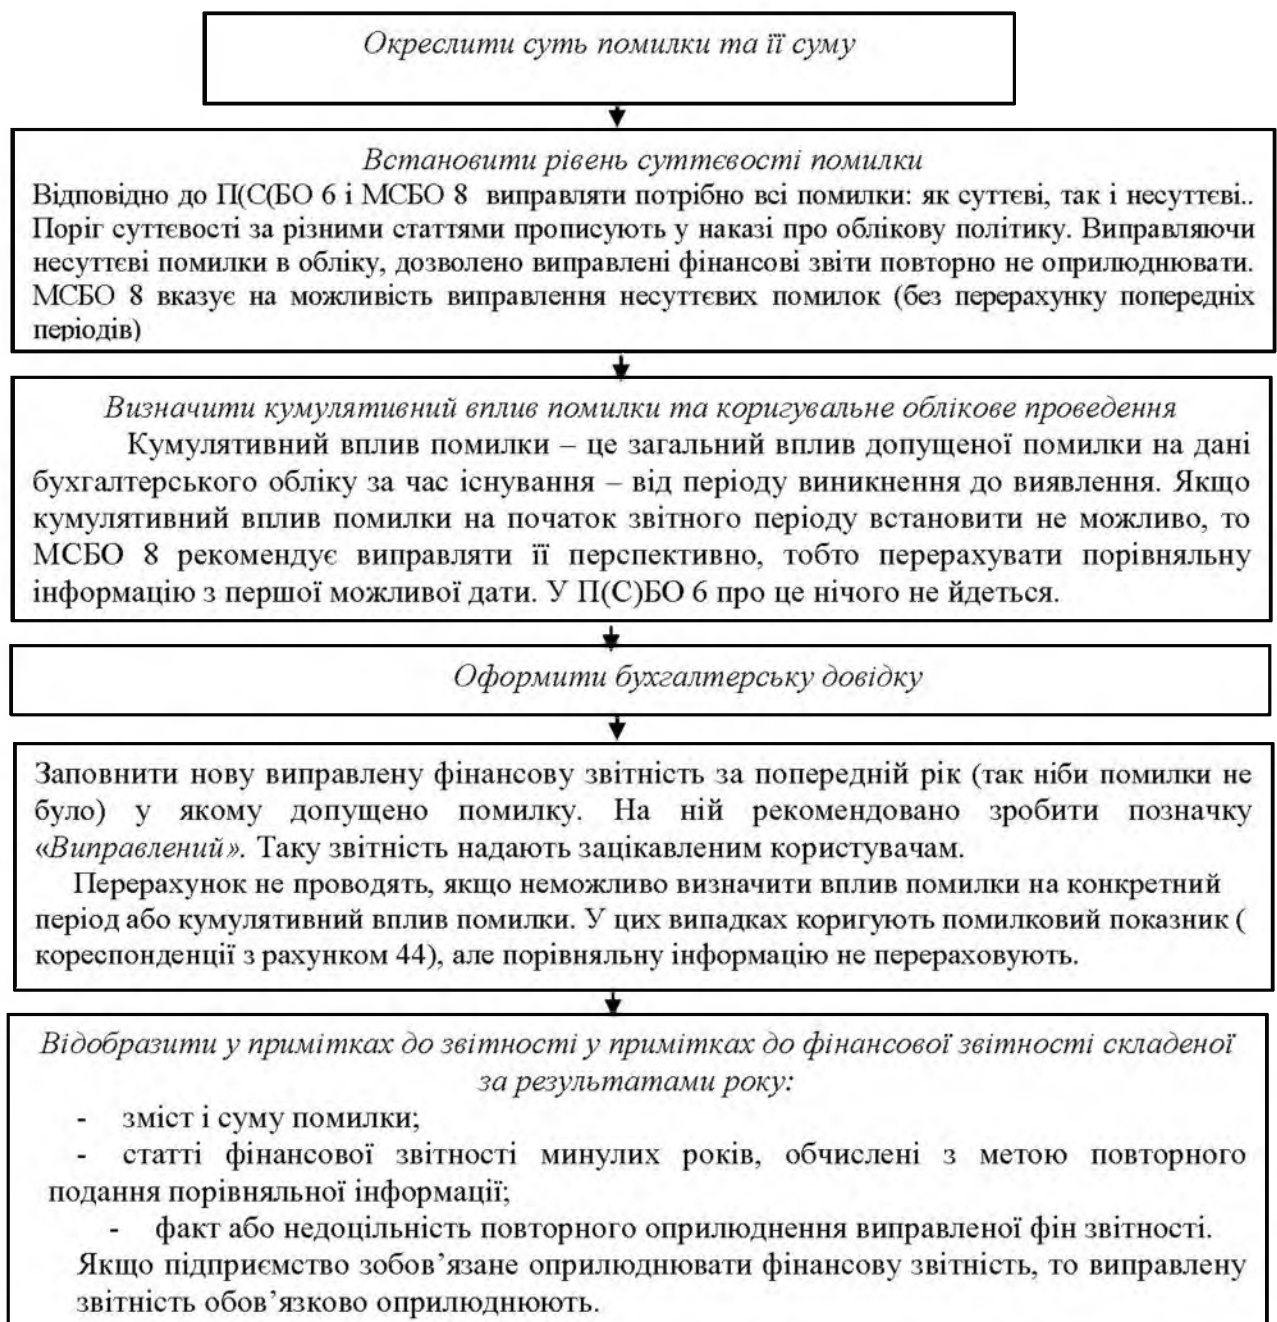 Окреслити суть помилки та її суму
Встановити рівень суттєвості помилки
Відповідно до П(С(БО 6 і МСБО 8 виправляти потрібно всі помилки: як суттєві, так і несуттєві..
Поріг суттєвості за різними статтями прописують у наказі про облікову політику. Виправляючи
несуттєві помилки в обліку, дозволено виправлені фінансові звіти повторно не оприлюднювати.
МСБО 8 вказує на можливість виправлення несуттєвих помилок (без перерахунку попередніх
періодів)
Визначити кумулятивний вплив помилки та коригувальне облікове проведення
Кумулятивний вплив помилки – це загальний вплив допущеної помилки на дані
бухгалтерського обліку за час існування – від періоду виникнення до виявлення. Якщо
кумулятивний вплив помилки на початок звітного періоду встановити не можливо, то
МСБО 8 рекомендує виправляти її перспективно, тобто перерахувати порівняльну
інформацію з першої можливої дати. У П(С)БО 6 про це нічого не йдеться.
Оформити бухгалтерську довідку
Заповнити нову виправлену фінансову звітність за попередній рік (так ніби помилки не
було) у якому допущено помилку. На ній рекомендовано зробити позначку
«Виправлений». Таку звітність надають зацікавленим користувачам.
Перерахунок не проводять, якщо неможливо визначити вплив помилки на конкретний
період або кумулятивний вплив помилки. У цих випадках коригують помилковий показник (
кореспонденції з рахунком 44), але порівняльну інформацію не перераховують.
Відобразити у примітках до звітності у примітках до фінансової звітності складеної
за результатами року:
- зміст і суму помилки;
- статті фінансової звітності минулих років, обчислені з метою повторного
подання порівняльної інформації;
- факт або недоцільність повторного оприлюднення виправленої фін звітності.
Якщо підприємство зобов’язане оприлюднювати фінансову звітність, то виправлену
звітність обов’язково оприлюднюють.